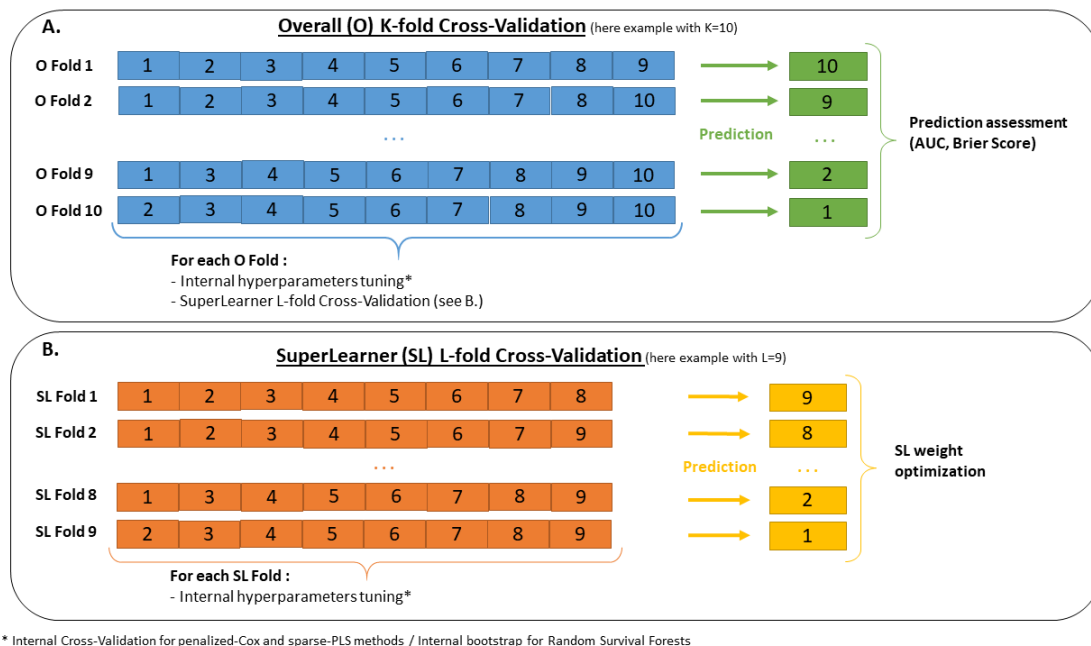 A.
Overall (O) K-fold Cross-Validation (here example with K=10)
O Fold 1 1 2 3 4 5 6 7 8 9 10
O Fold 2 1 2 3 4 5 6 7 8 10 9
... Prediction ...
Prediction assessment
(AUC, Brier Score)
O Fold 9 1 3 4 5 6 7 8 9 10 2
O Fold 10 2 3 4 5 6 7 8 9 10 1
For each O Fold :
- Internal hyperparameters tuning*
- SuperLearner L-fold Cross-Validation (see B.)
B.
SuperLearner (SL) L-fold Cross-Validation (here example with L=9)
SL Fold 1 1 2 3 4 5 6 7 8 9
SL Fold 2 1 2 3 4 5 6 7 9 8
... Prediction ...
SL weight
optimization
SL Fold 8 1 3 4 5 6 7 8 9 2
SL Fold 9 2 3 4 5 6 7 8 9 1
For each SL Fold :
- Internal hyperparameters tuning*
* Internal Cross-Validation for penalized-Cox and sparse-PLS methods / Internal bootstrap for Random Survival Forests